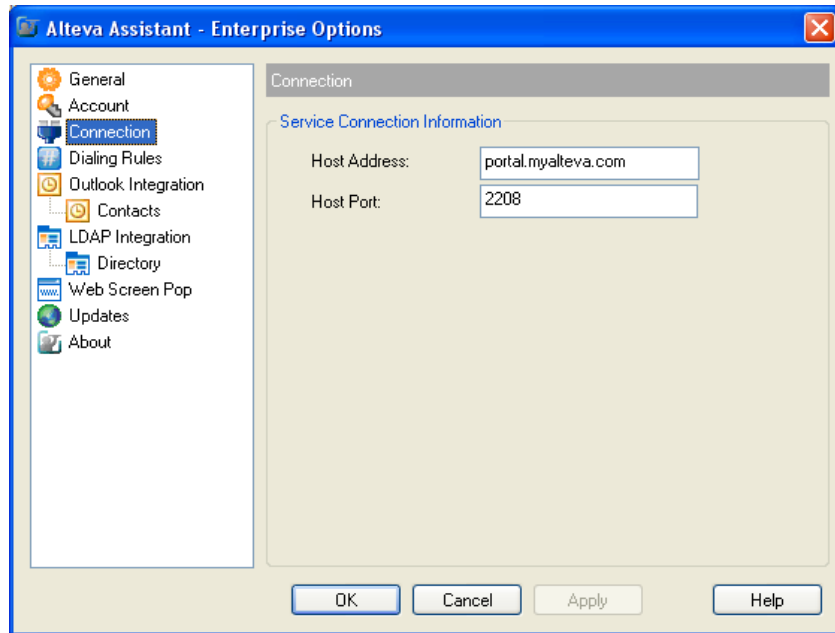 Alteva Assistant - Enterprise Options
General
Account
Connection
Dialing Rules
Outlook Integration
Contacts
LDAP Integration
Directory
Web Screen Pop
Updates
About
Connection
Service Connection Information
Host Address: portal.myalteva.com
Host Port: 2208
OK Cancel Apply Help